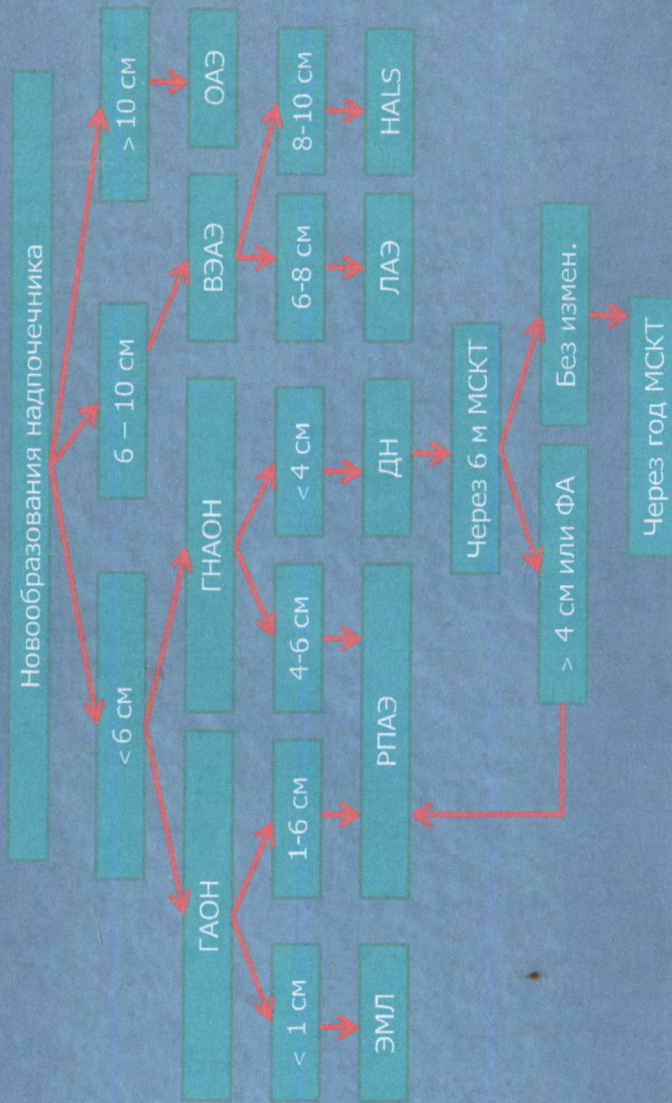 Новообразования надпочечника
< 6 см
6 – 10 см
> 10 см
ГАОН
ГНАОН
ВЭАЭ
ОАЭ
< 1 см
1-6 см
4-6 см
< 4 см
6-8 см
8-10 см
ЭМЛ
РПАЭ
ДН
ЛАЭ
HALS
Через 6 м МСКТ
> 4 см или ФА
Без измен.
Через год МСКТ